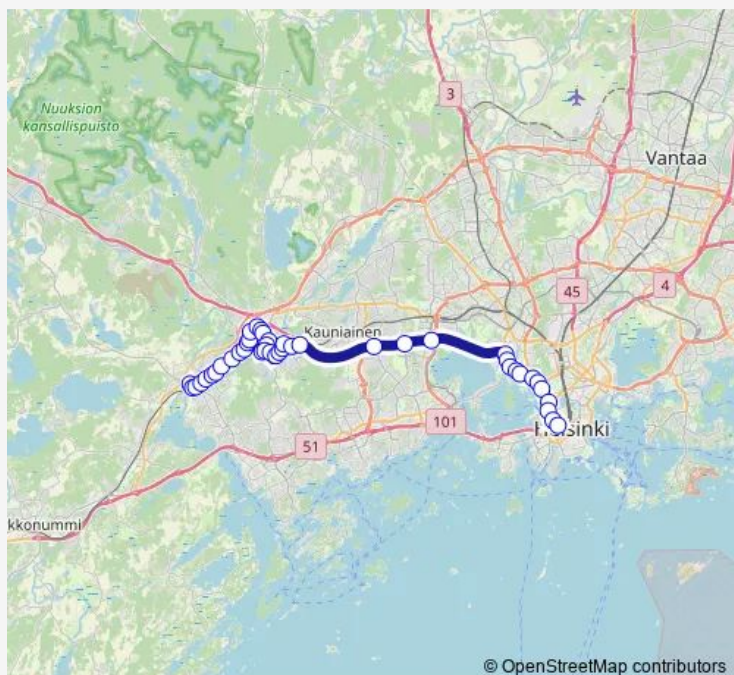 3
Nuuksion
kansallispuisto
Vantaa
45
4
Kauniainen
101
51
Helsinki
kkonummi
© OpenStreetMap contributors